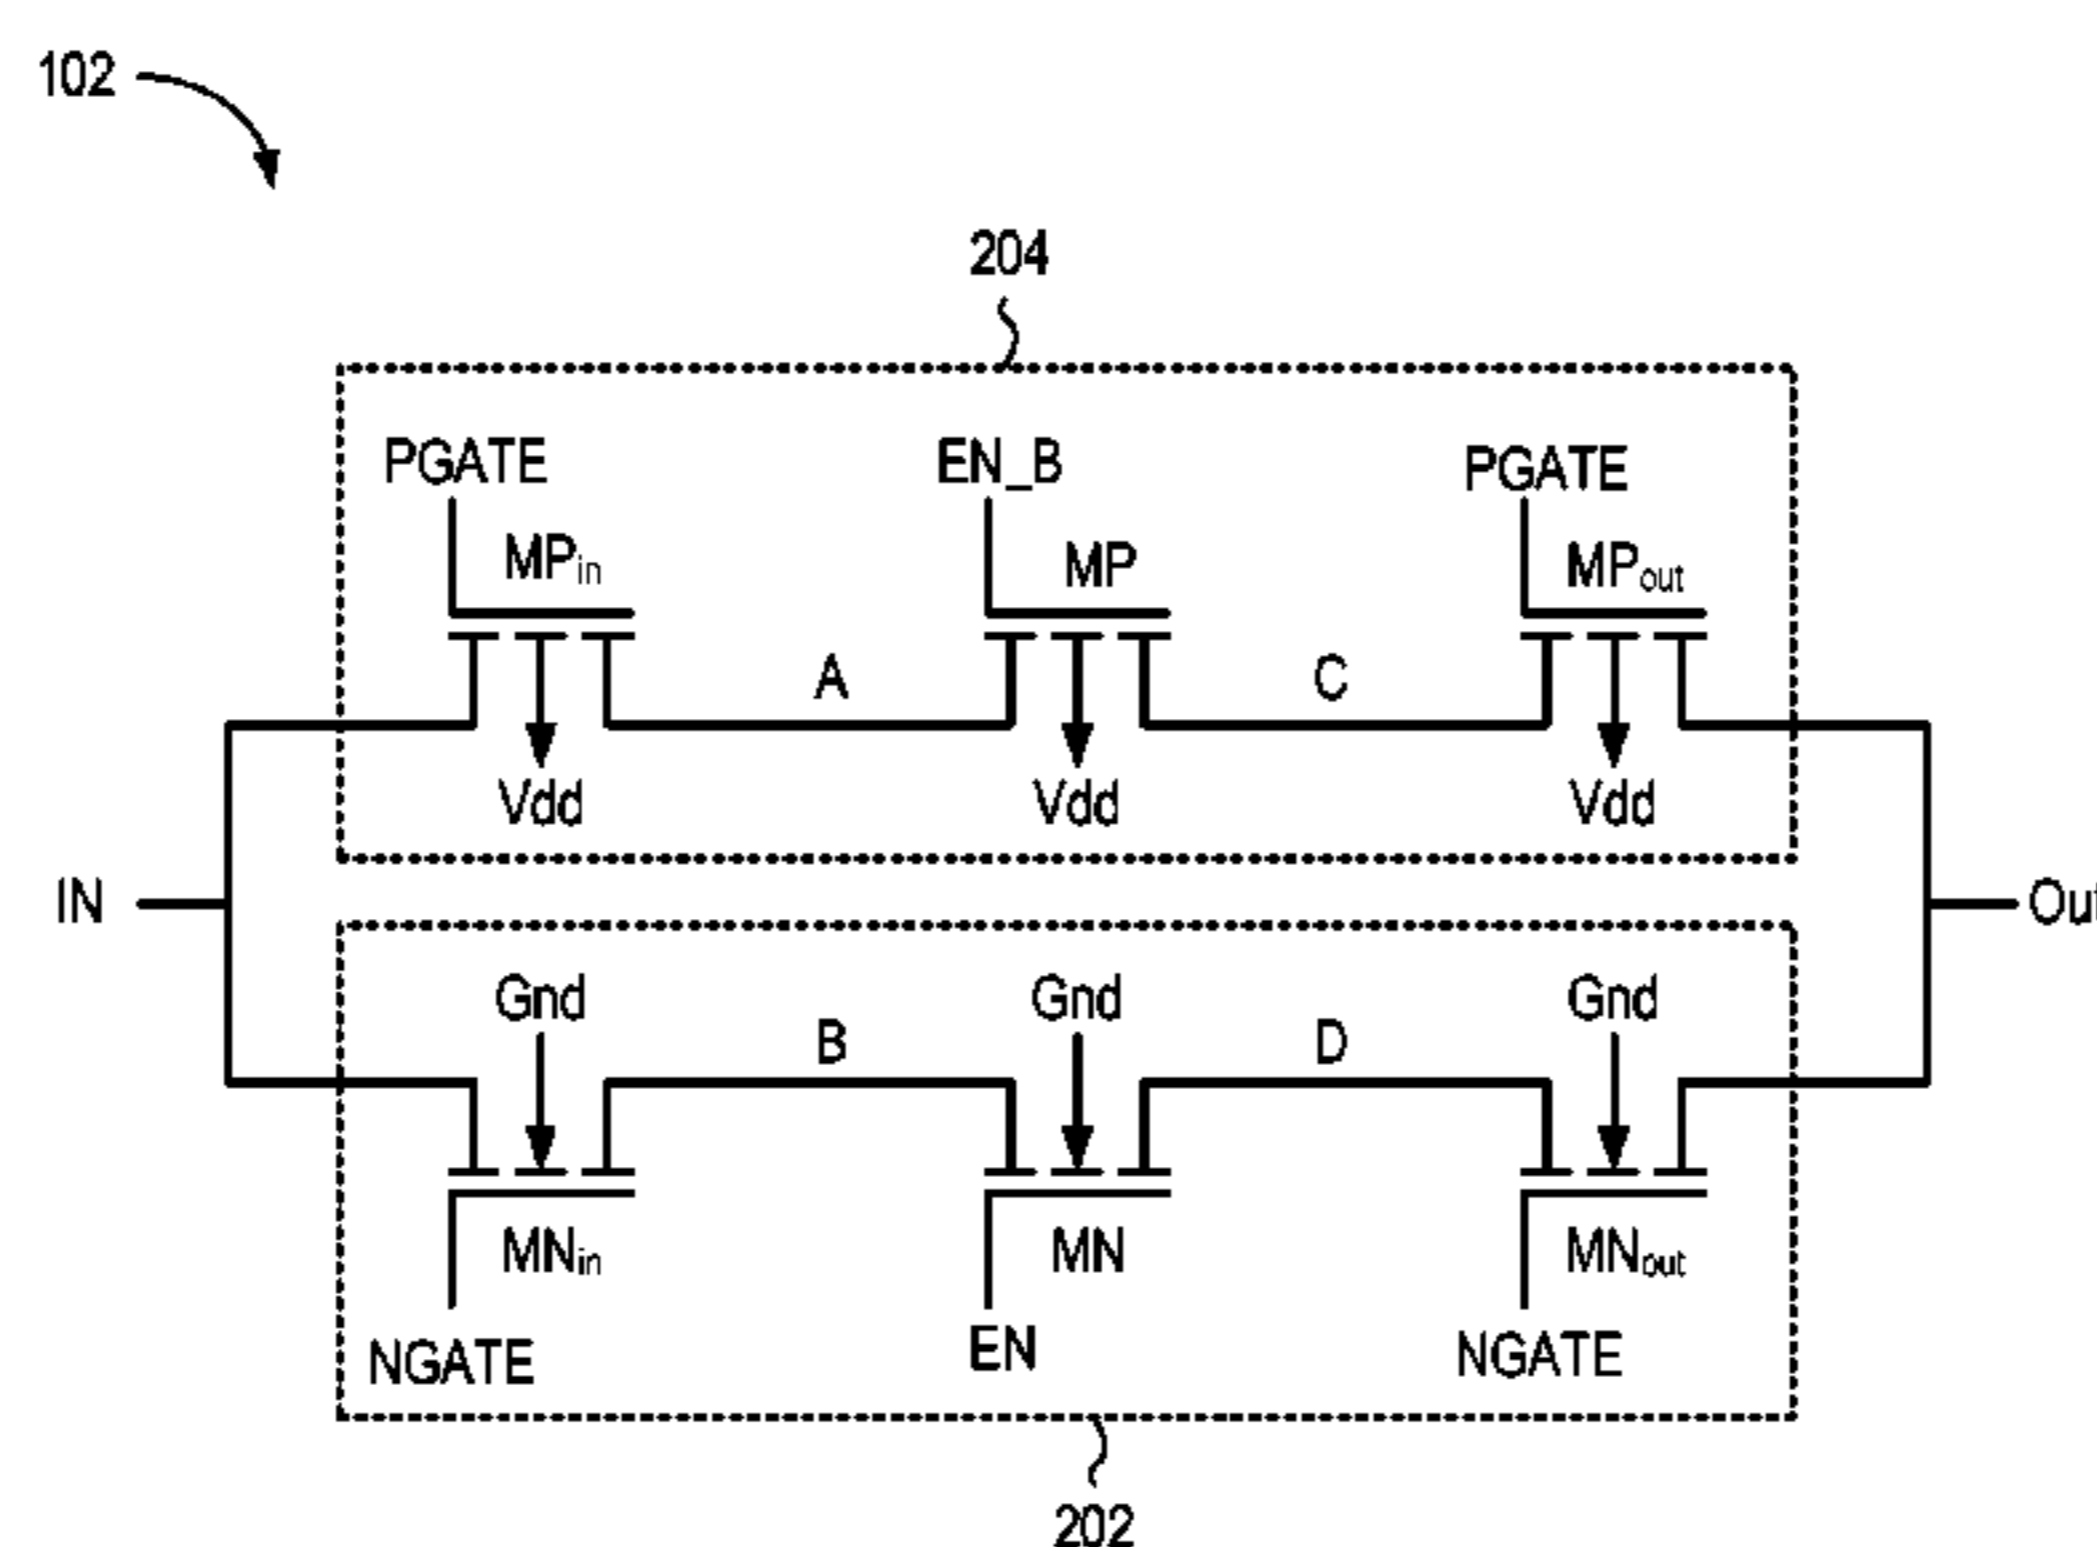 102
204
PGATE EN_B PGATE
MPin MP MPout
A C
Vdd Vdd Vdd
IN Out
Gnd Gnd Gnd
B D
MNin MN MNout
NGATE EN NGATE
202